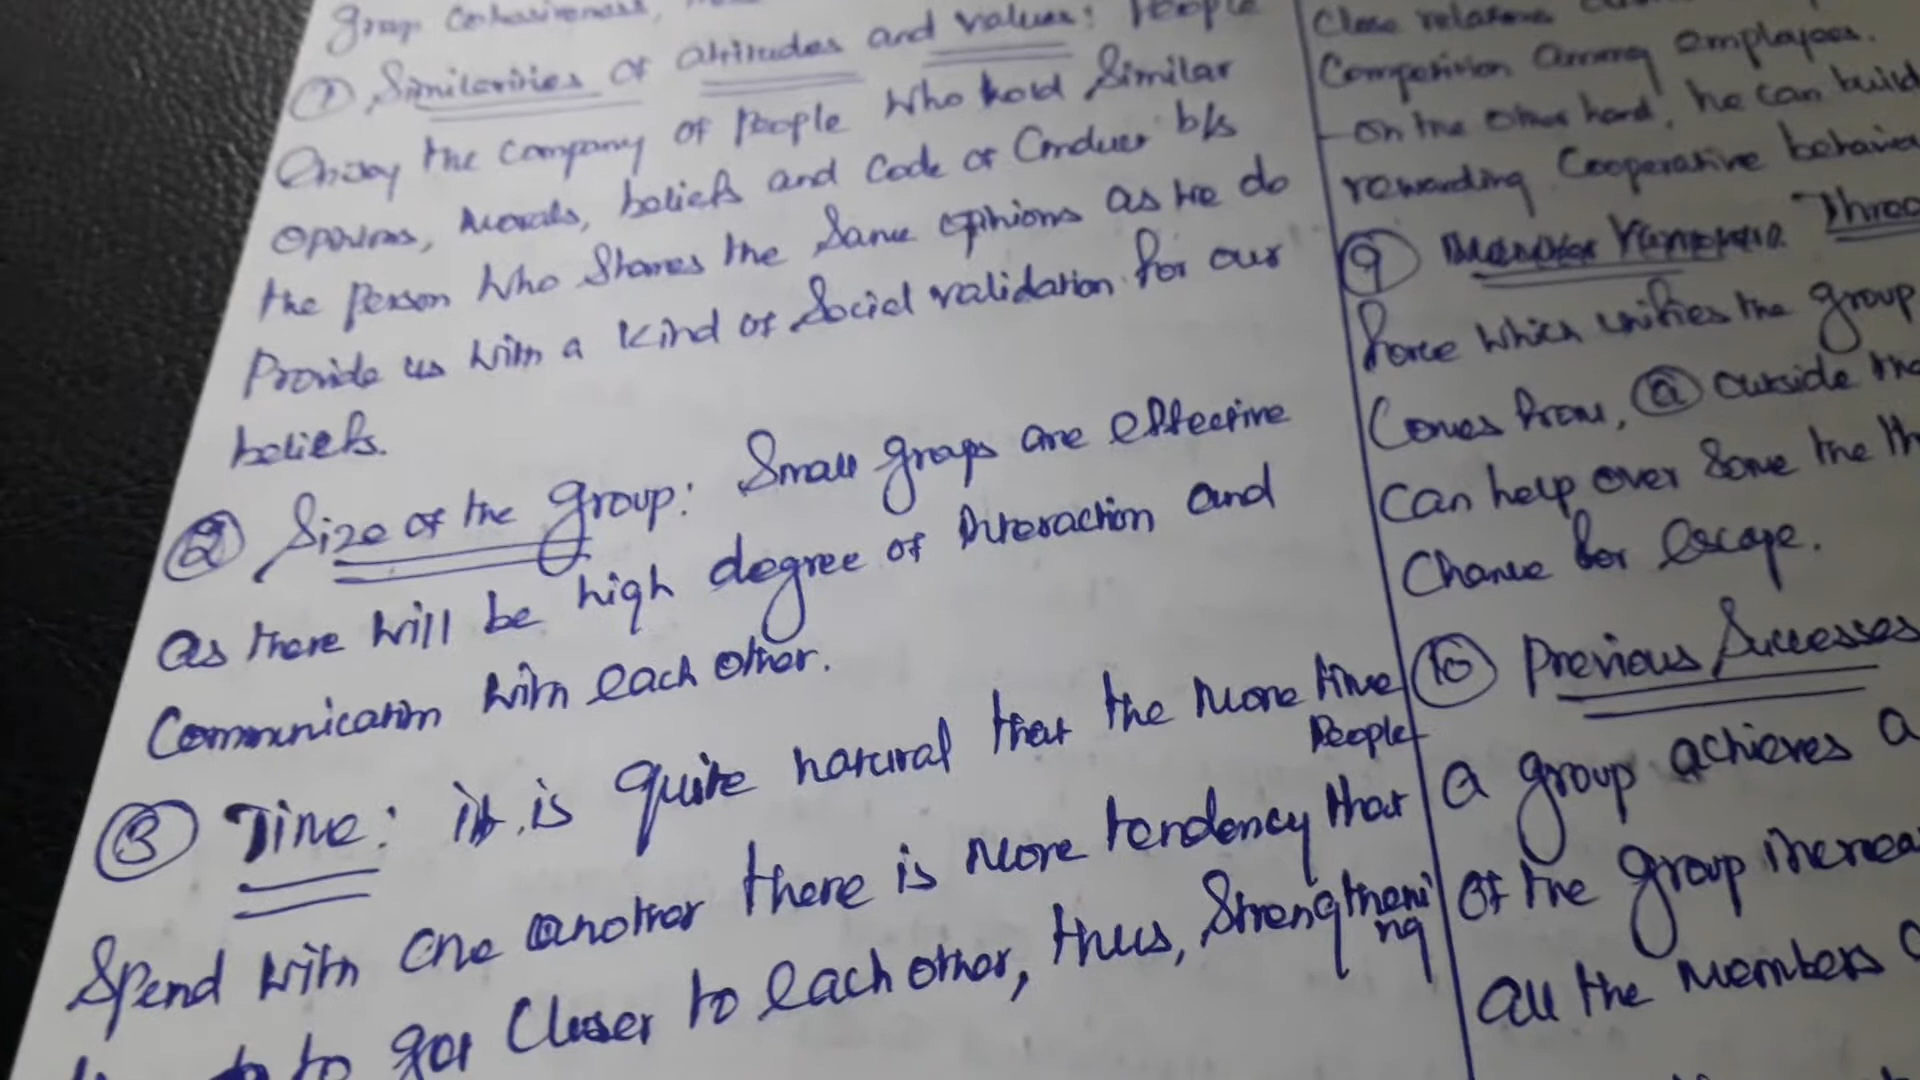 group cohesiveness,
① Similarities of attitudes and values: People
enjoy the company of people who hold similar
opinions, morals, beliefs and code of conduct b/s
the person who shares the same opinions as we do
provide us with a kind of social validation for our
beliefs.
② Size of the group: Small groups are effective
as there will be high degree of interaction and
communication with each other.
③ Time: it is quite natural that the more time
people
spend with one another there is more tendency that
to get closer to each other, thus, strengtheni
ng
close relations
Competition among employees.
- on the other hand, he can build
rewarding cooperative behavior
⑨ Threa
force which unifies the group
comes from, ⓐ outside the
can help over some the th
chance for escape.
⑩ Previous Successes
a group achieves a
of the group increa
all the members